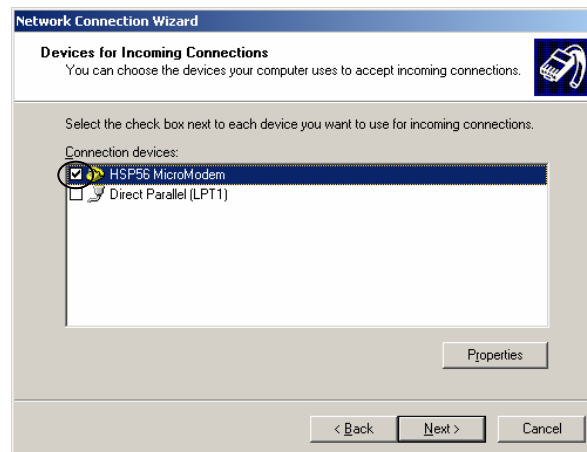 Network Connection Wizard
Devices for Incoming Connections
You can choose the devices your computer uses to accept incoming connections.
Select the check box next to each device you want to use for incoming connections.
Connection devices:
HSP56 MicroModem
Direct Parallel (LPT1)
Properties
< Back Next > Cancel